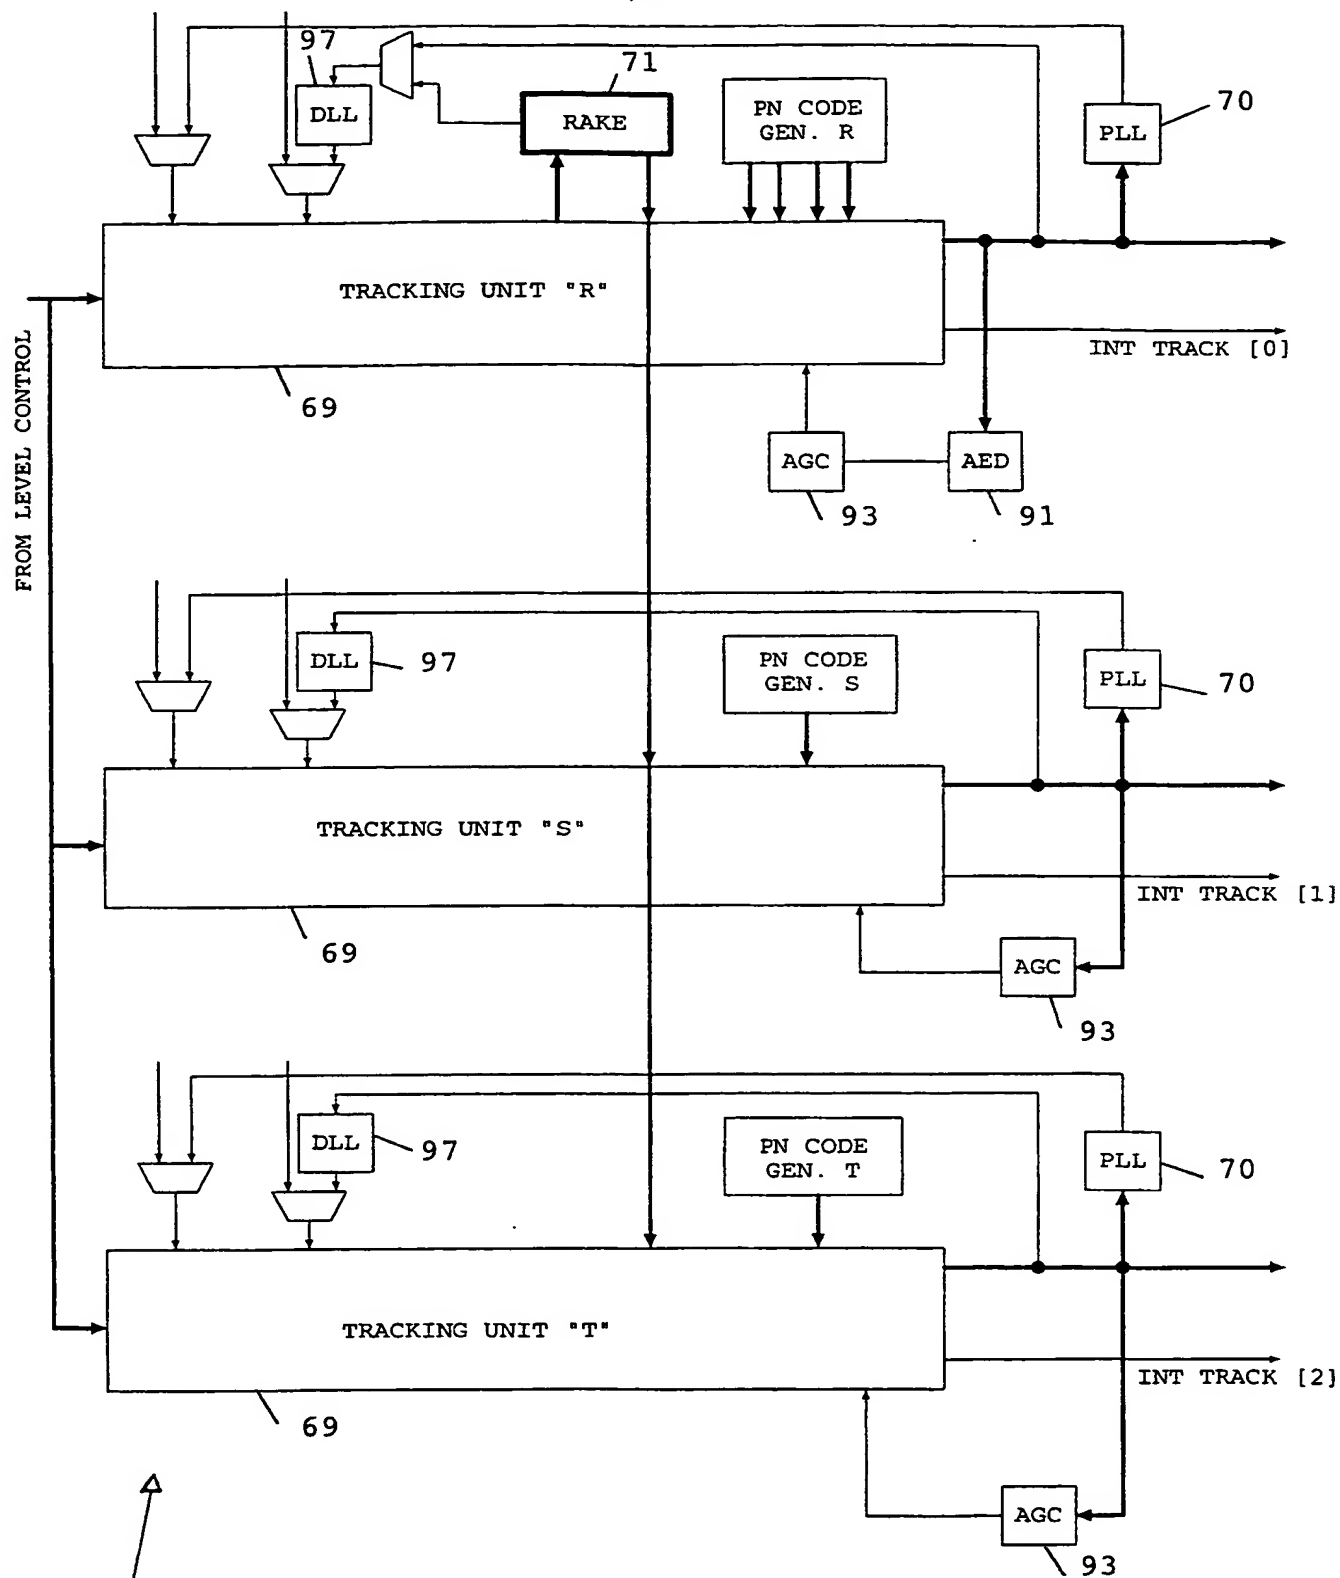 97
71
70
DLL
RAKE
PN CODE
GEN. R
PLL
TRACKING UNIT "R"
INT TRACK [0]
FROM LEVEL CONTROL
69
AGC
AED
93
91
DLL
97
PN CODE
GEN. S
PLL
70
TRACKING UNIT "S"
INT TRACK [1]
69
AGC
93
DLL
97
PN CODE
GEN. T
PLL
70
TRACKING UNIT "T"
INT TRACK [2]
69
AGC
93